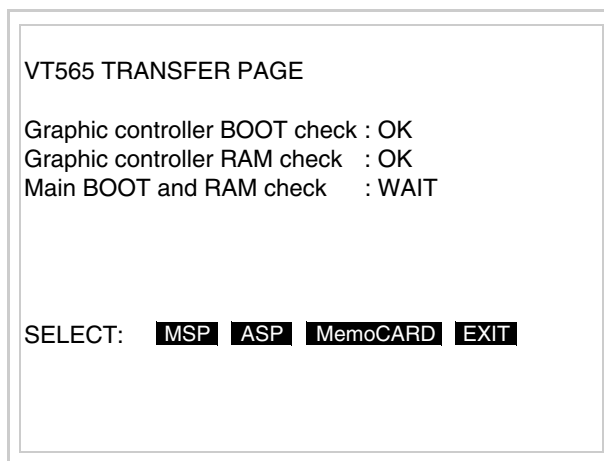 VT565 TRANSFER PAGE
Graphic controller BOOT check : OK
Graphic controller RAM check : OK
Main BOOT and RAM check : WAIT
SELECT: MSP ASP MemoCARD EXIT